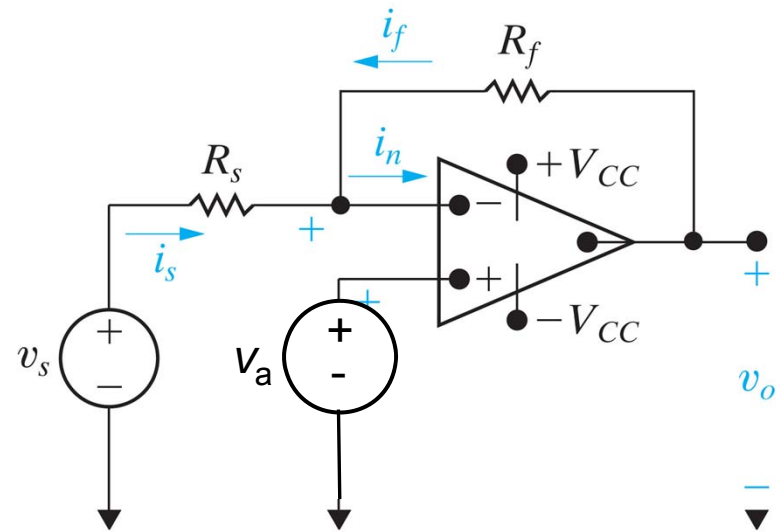 i_f
R_f
R_s
i_n
+V_CC
+
−
i_s
+
+
+
+
−
v_s
+
-
v_a
−V_CC
+
v_o
−